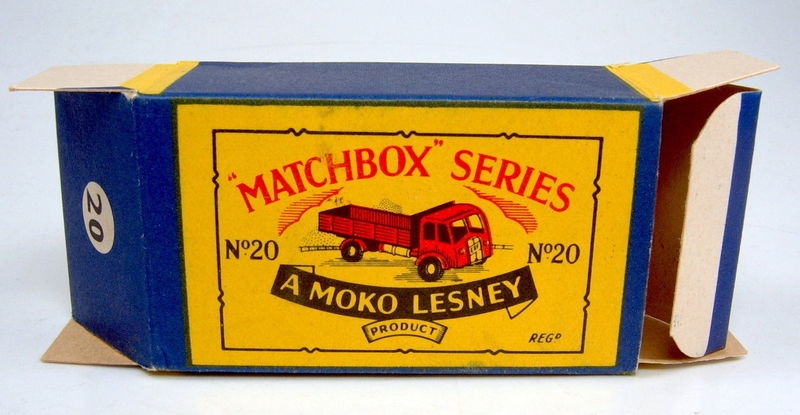 "MATCHBOX" SERIES
Nº20 Nº20
A MOKO LESNEY
PRODUCT
REGD
20